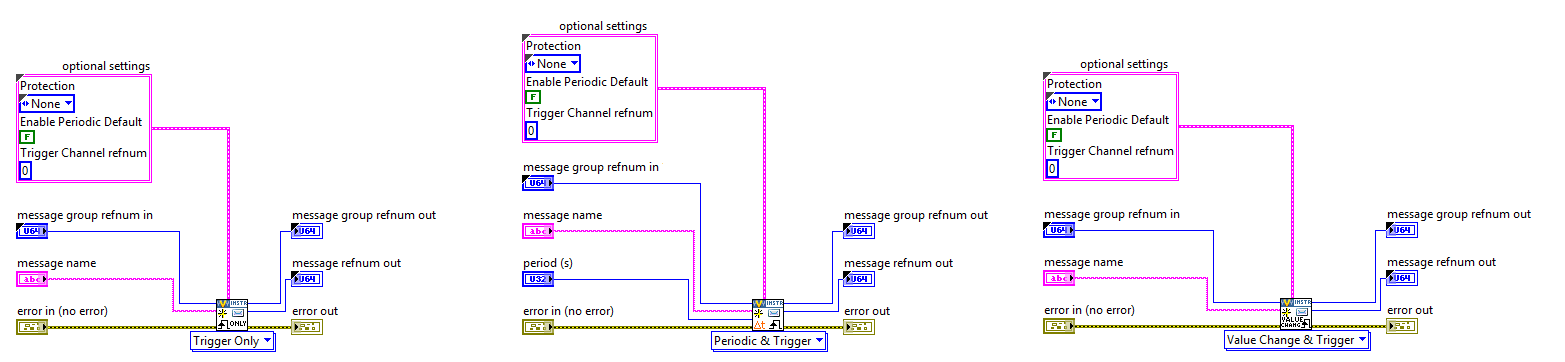 optional settings
Protection
None
Enable Periodic Default
F
Trigger Channel refnum
0
message group refnum in
U64
message name
abc
error in (no error)
message group refnum out
U64
message refnum out
U64
error out
INSTR
ONLY
Trigger Only
optional settings
Protection
None
Enable Periodic Default
F
Trigger Channel refnum
0
message group refnum in
U64
message name
abc
period (s)
U32
error in (no error)
message group refnum out
U64
message refnum out
U64
error out
INSTR
Δt
Periodic & Trigger
optional settings
Protection
None
Enable Periodic Default
F
Trigger Channel refnum
0
message group refnum in
U64
message name
abc
error in (no error)
message group refnum out
U64
message refnum out
U64
error out
INSTR
VALUE
CHANG
Value Change & Trigger